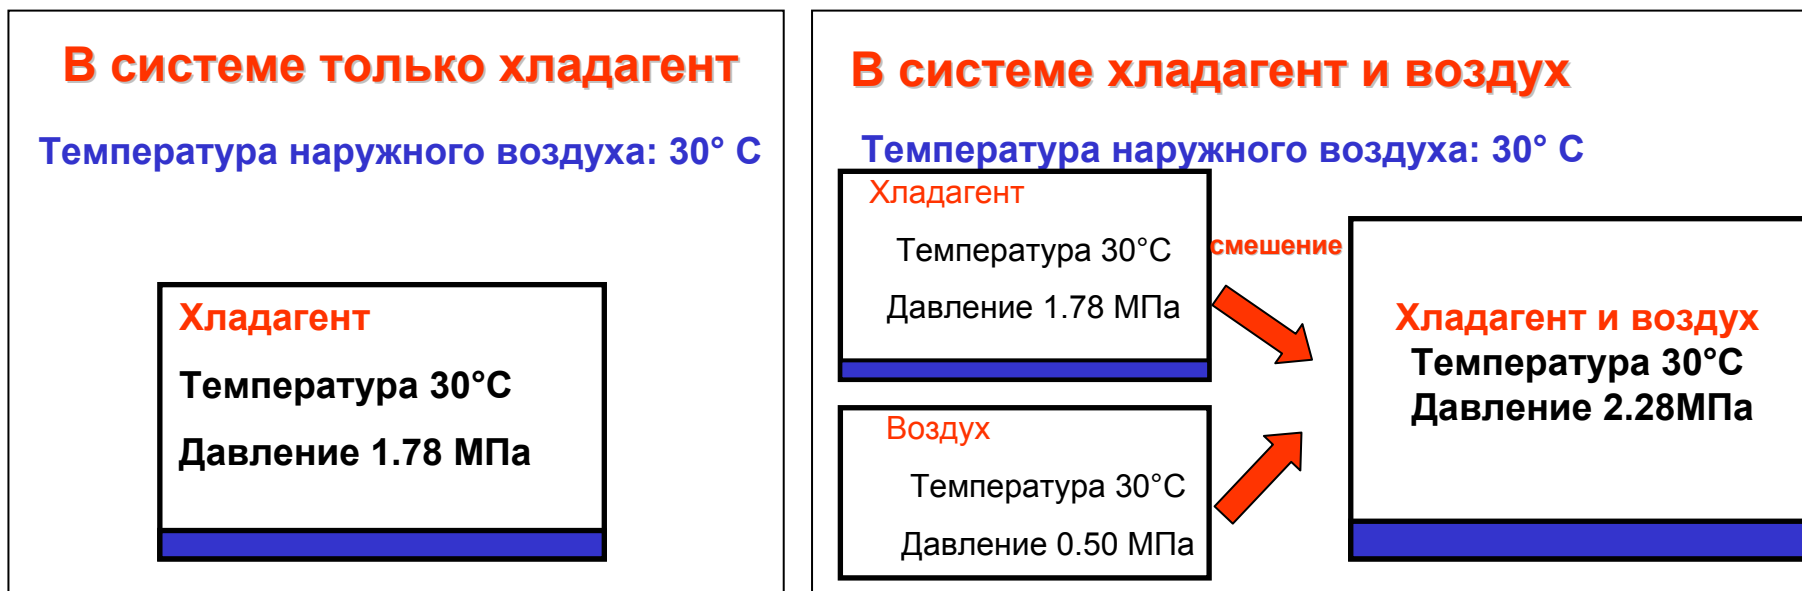 В системе только хладагент
Температура наружного воздуха: 30° С
Хладагент
Температура 30°С
Давление 1.78 МПа
В системе хладагент и воздух
Температура наружного воздуха: 30° С
Хладагент
Температура 30°С
Давление 1.78 МПа
смешение
Воздух
Температура 30°С
Давление 0.50 МПа
Хладагент и воздух
Температура 30°С
Давление 2.28МПа